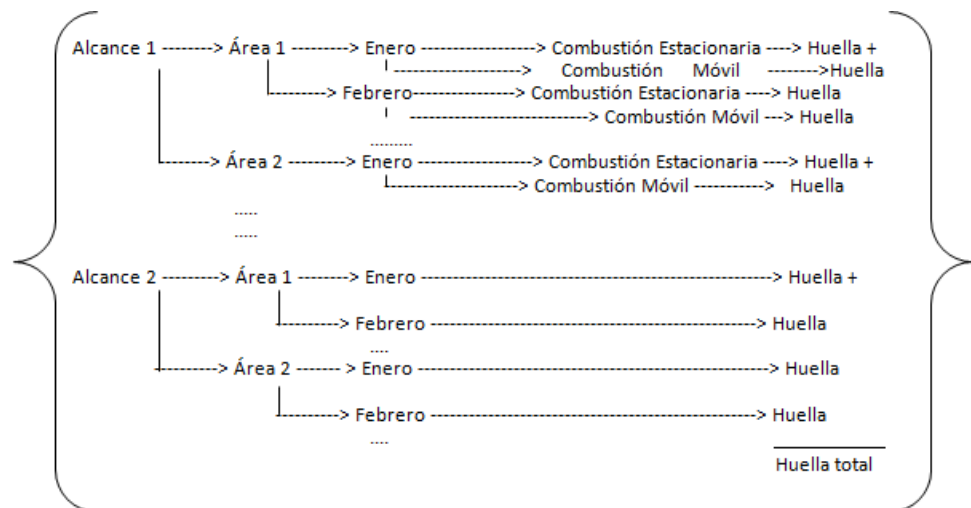 Alcance 1 --------> Área 1 ---------> Enero -----------------> Combustión Estacionaria ----> Huella +
--------------------> Combustión Móvil -------->Huella
--------> Febrero---------------> Combustión Estacionaria ----> Huella
----------------------------> Combustión Móvil ---> Huella
.........
--------> Área 2 --------> Enero -------------------> Combustión Estacionaria ----> Huella +
--------------------> Combustión Móvil -----------> Huella
.....
.....
Alcance 2 ---------> Área 1 ---------> Enero ----------------------------------------------------> Huella +
----------> Febrero ------------------------------------------------> Huella
....
---------> Área 2 ------- > Enero ----------------------------------------------------> Huella
----------> Febrero ------------------------------------------------> Huella
....
Huella total